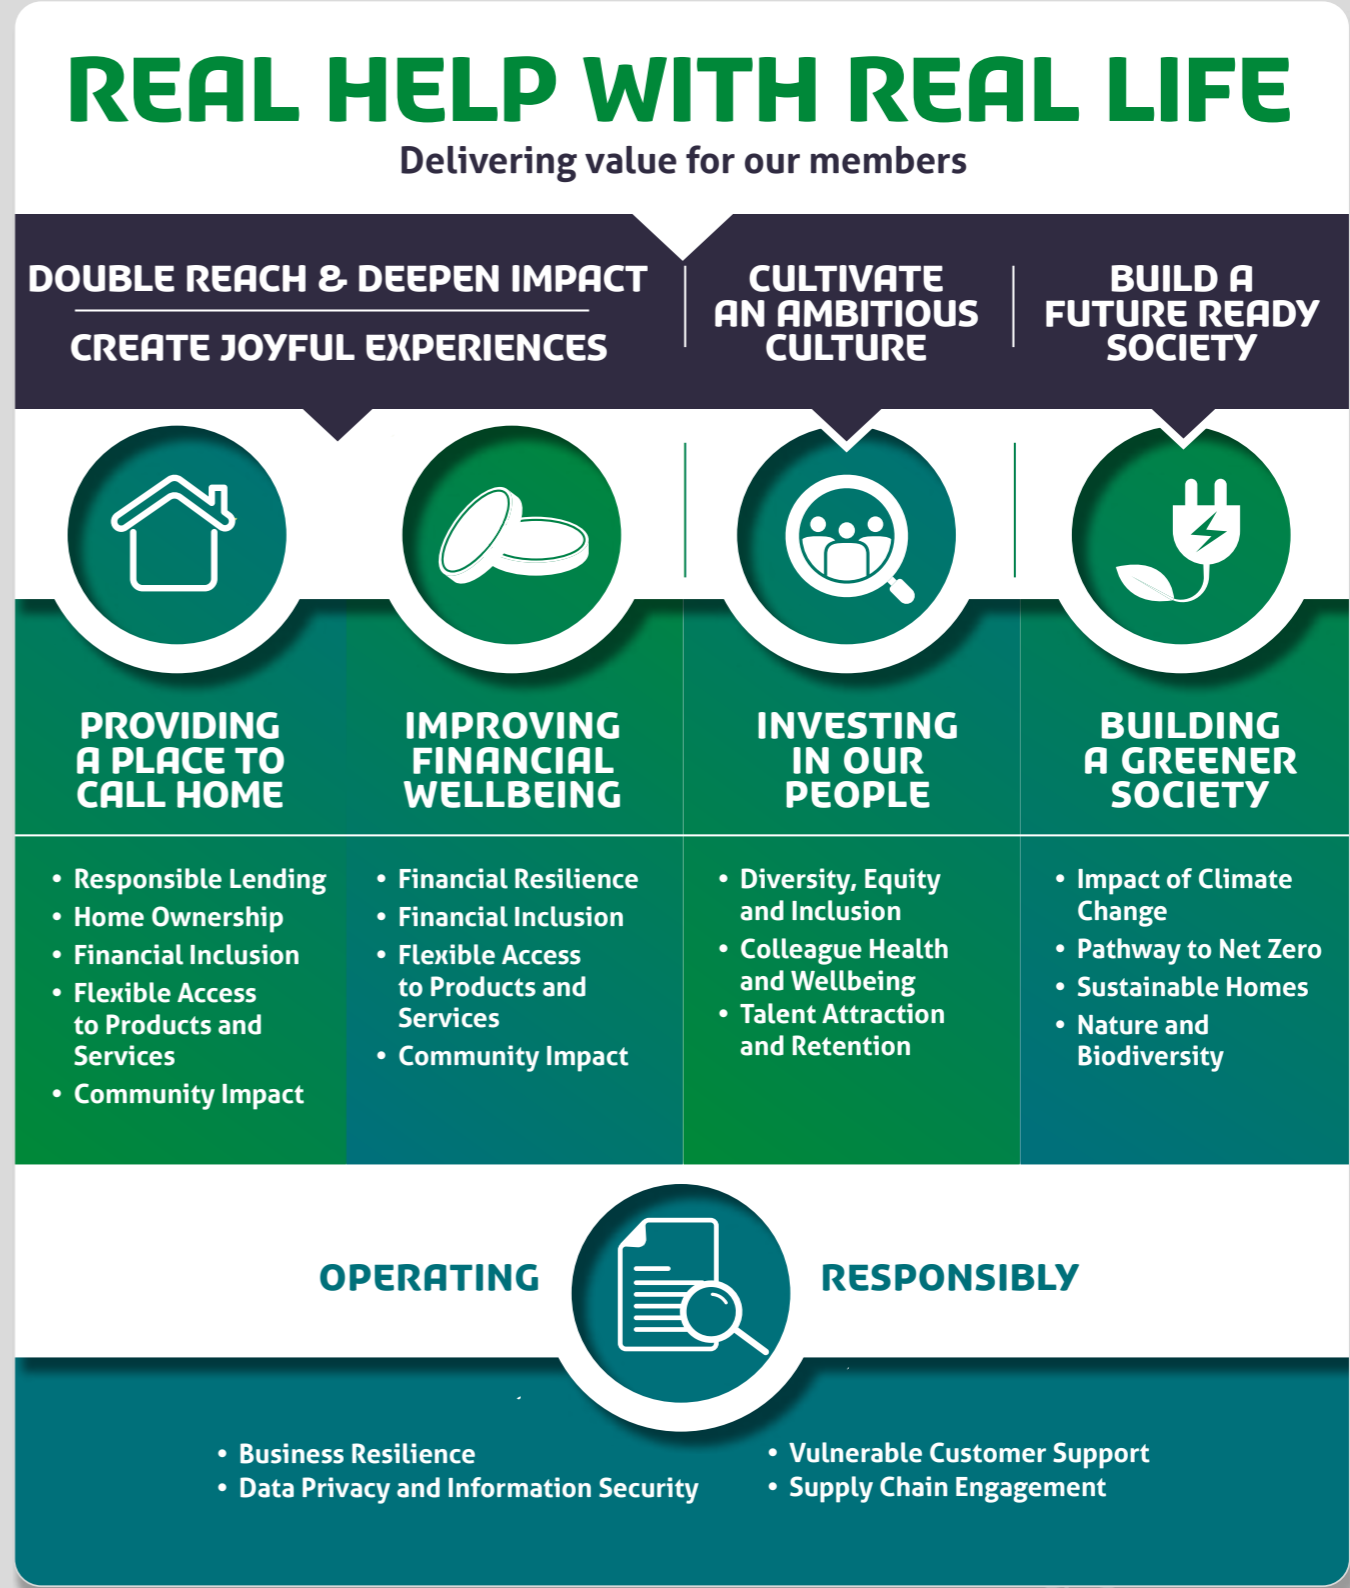 REAL HELP WITH REAL LIFE
Delivering value for our members
DOUBLE REACH & DEEPEN IMPACT
CREATE JOYFUL EXPERIENCES
CULTIVATE
AN AMBITIOUS
CULTURE
BUILD A
FUTURE READY
SOCIETY
PROVIDING
A PLACE TO
CALL HOME
• Responsible Lending
• Home Ownership
• Financial Inclusion
• Flexible Access
to Products and
Services
• Community Impact
IMPROVING
FINANCIAL
WELLBEING
• Financial Resilience
• Financial Inclusion
• Flexible Access
to Products and
Services
• Community Impact
INVESTING
IN OUR
PEOPLE
• Diversity, Equity
and Inclusion
• Colleague Health
and Wellbeing
• Talent Attraction
and Retention
BUILDING
A GREENER
SOCIETY
• Impact of Climate
Change
• Pathway to Net Zero
• Sustainable Homes
• Nature and
Biodiversity
OPERATING RESPONSIBLY
• Business Resilience
• Data Privacy and Information Security
• Vulnerable Customer Support
• Supply Chain Engagement